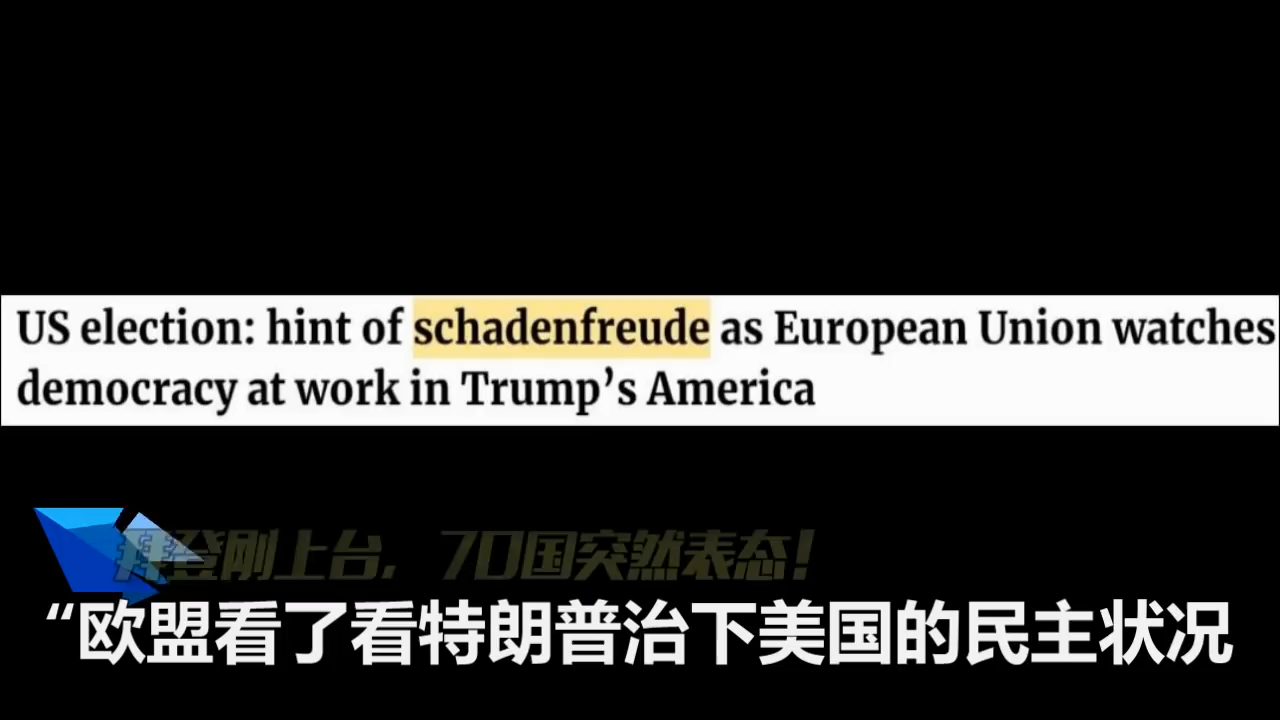 US election: hint of schadenfreude as European Union watches
democracy at work in Trump’s America
拜登刚上台，70国突然表态！
“欧盟看了看特朗普治下美国的民主状况